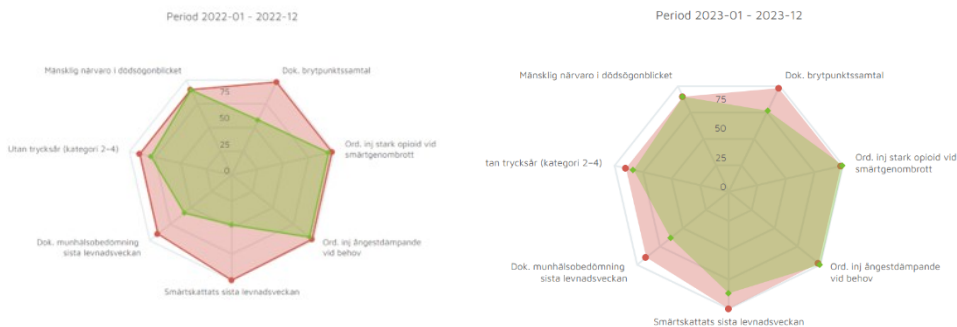 Period 2022-01 - 2022-12
Mänsklig närvaro i dödsögonblicket
Dok. brytpunktssamtal
75
50
25
0
Utan trycksår (kategori 2-4)
Ord. inj stark opioid vid
smärtgenombrott
Dok. munhälsobedömning
sista levnadsveckan
Ord. inj ångestdämpande
vid behov
Smärtskattats sista levnadsveckan
Period 2023-01 - 2023-12
Mänsklig närvaro i dödsögonblicket
Dok. brytpunktssamtal
75
50
25
0
tan trycksår (kategori 2-4)
Ord. inj stark opioid vid
smärtgenombrott
Dok. munhälsobedömning
sista levnadsveckan
Ord. inj ångestdämpande
vid behov
Smärtskattats sista levnadsveckan